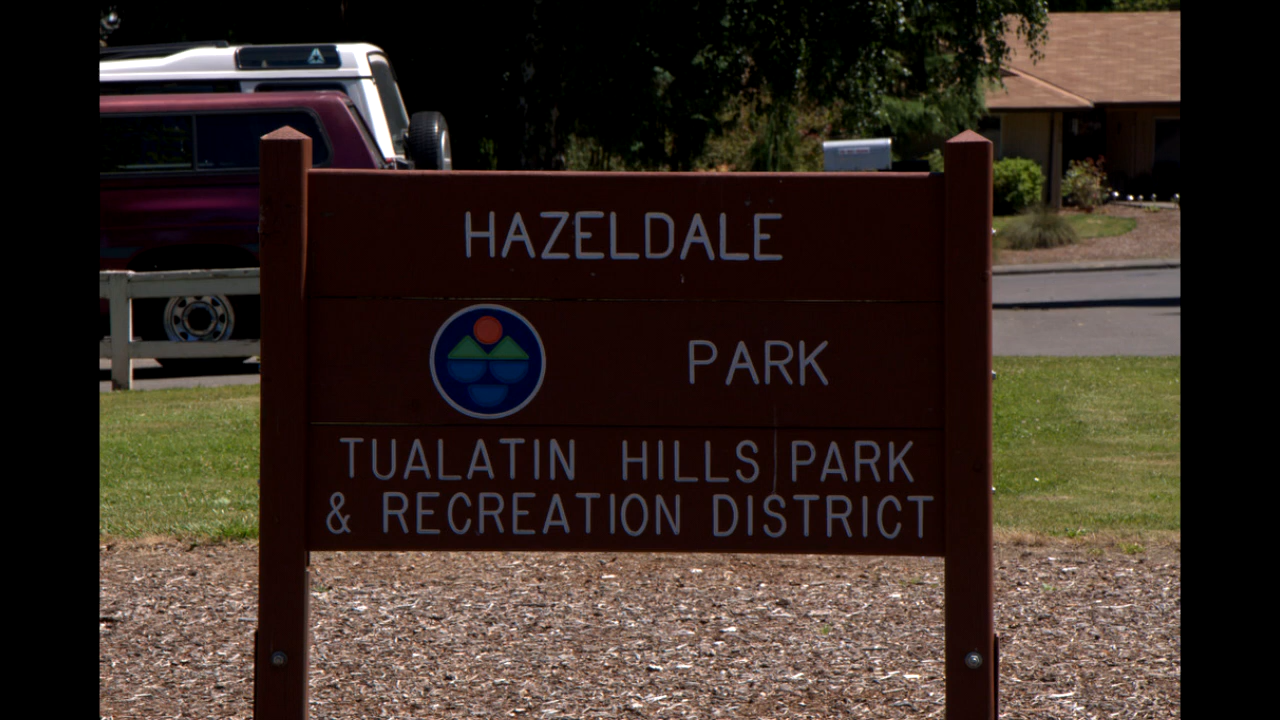 HAZELDALE
PARK
TUALATIN HILLS PARK
& RECREATION DISTRICT